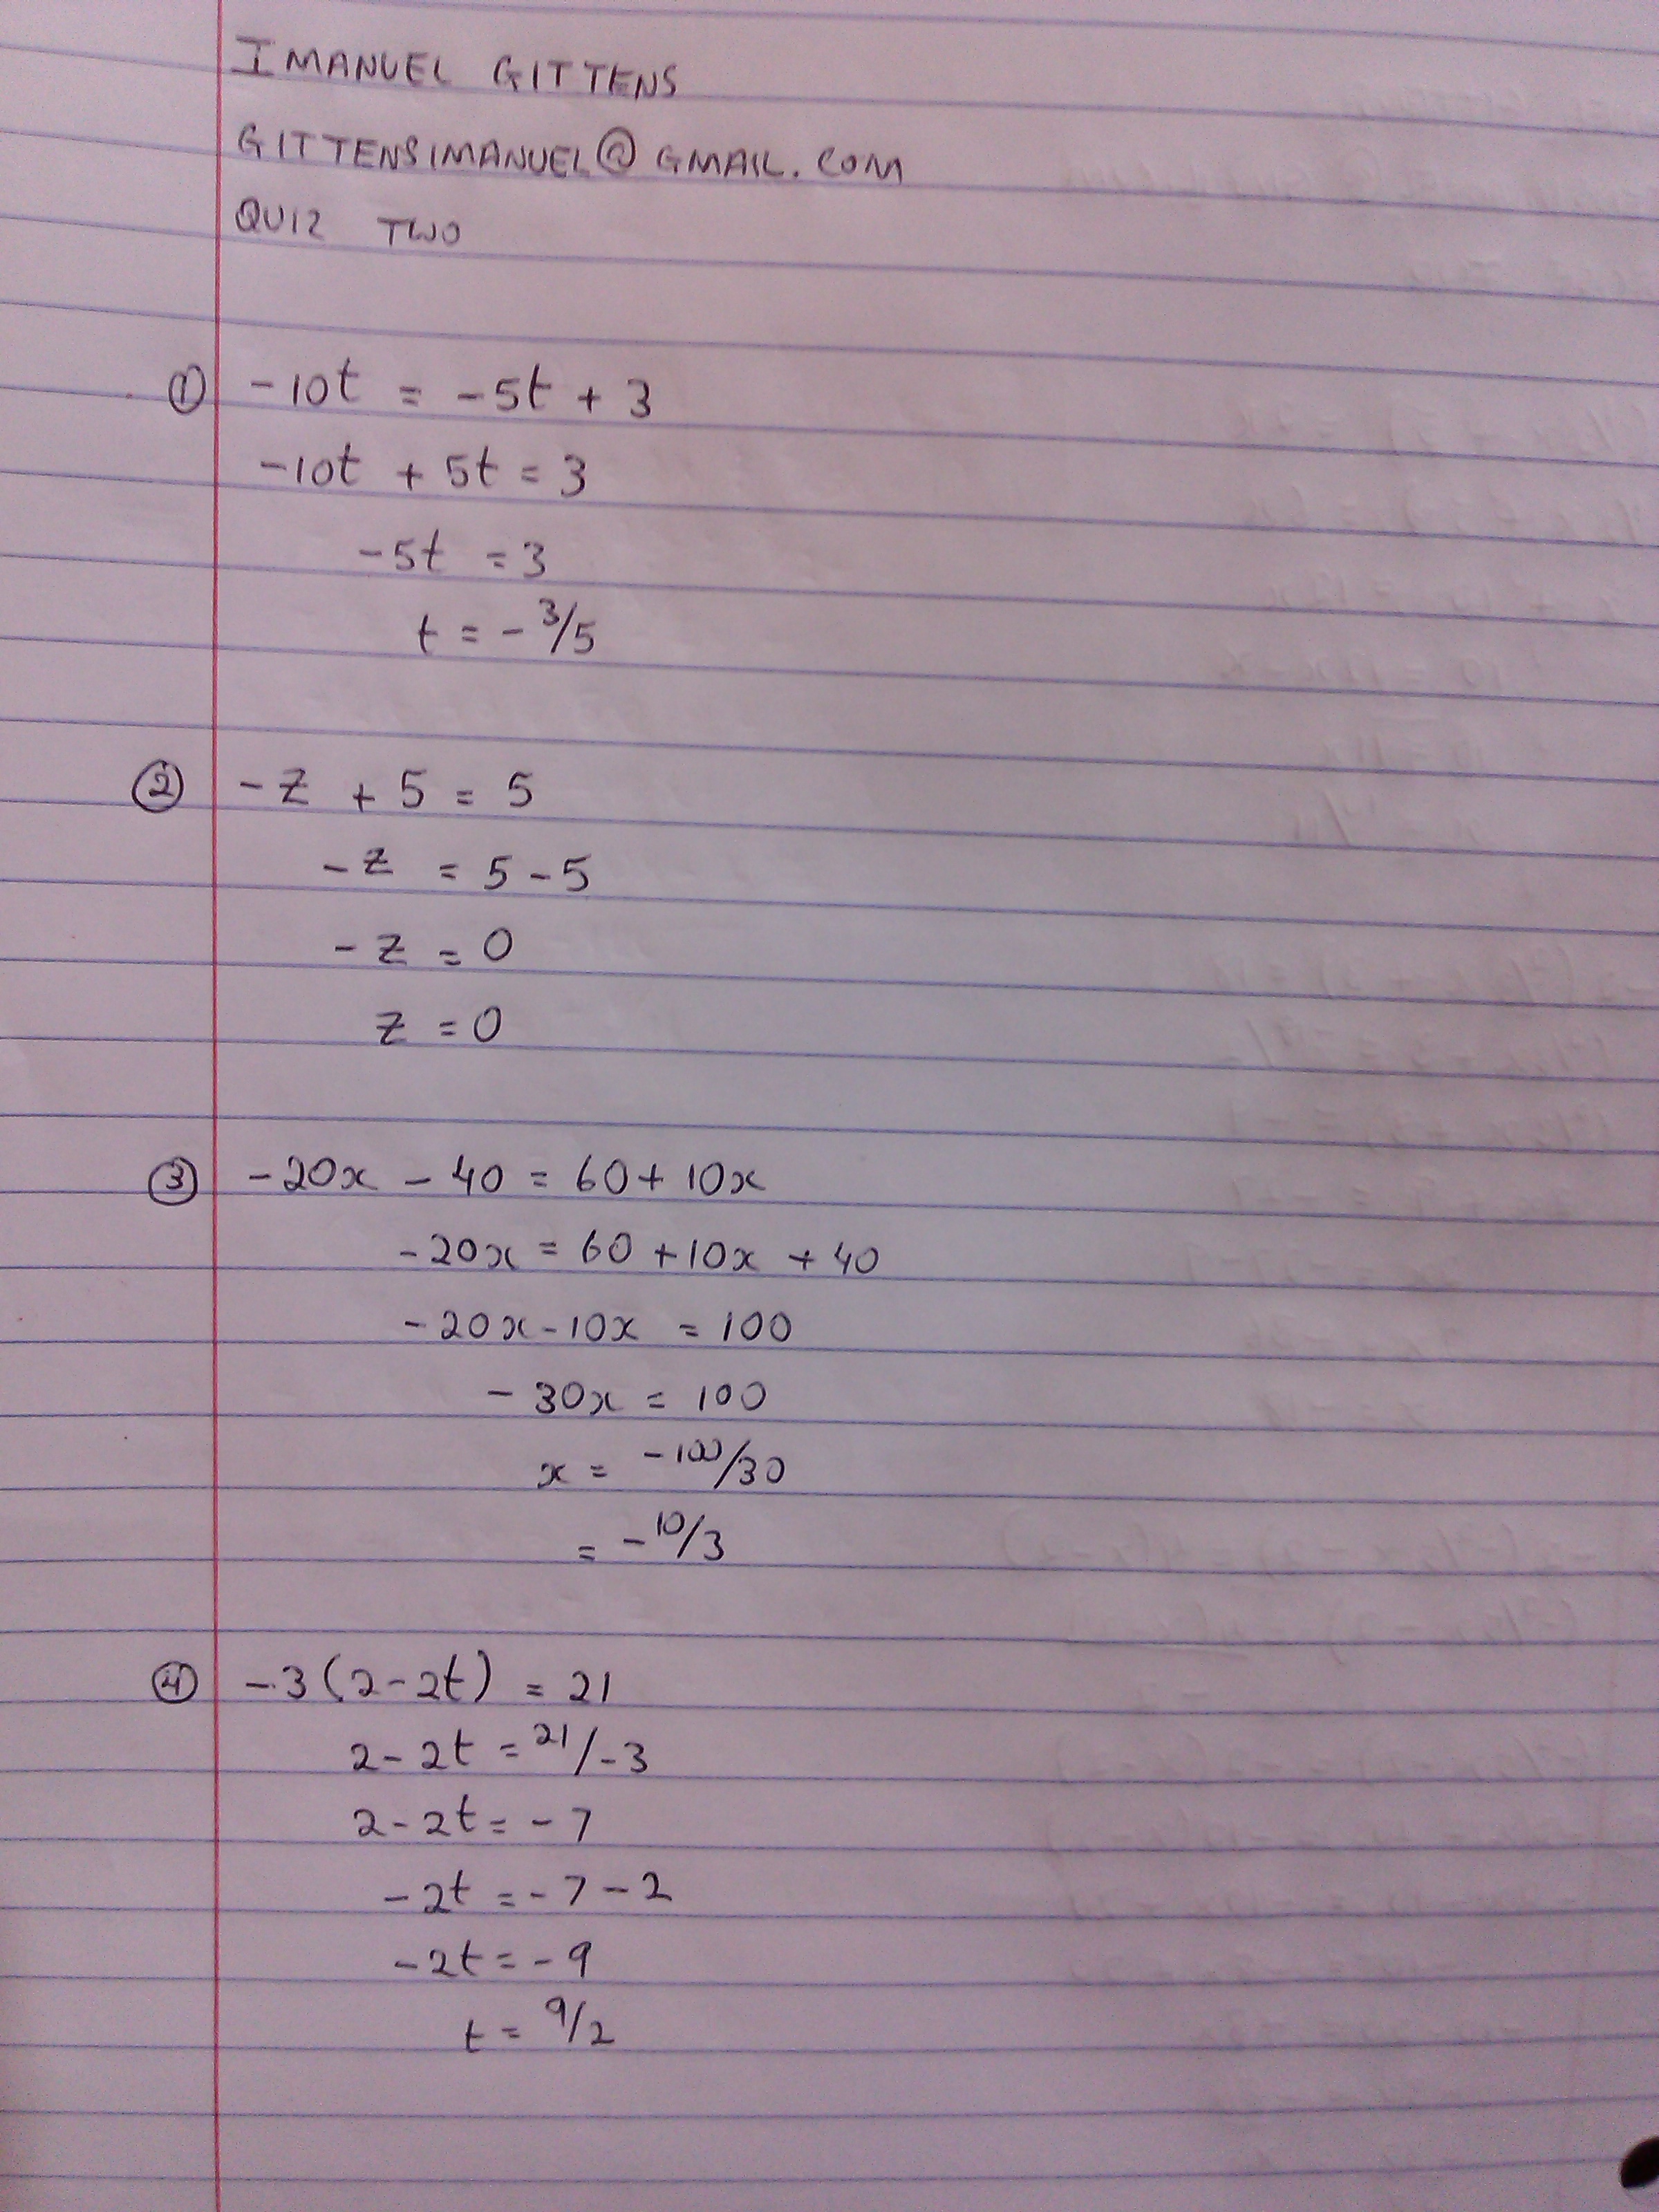 IMANUEL GITTENS
GITTENSIMANUEL@GMAIL.COM
QUIZ TWO
① -10t = -5t + 3
-10t + 5t = 3
-5t = 3
t = -3/5
② -z + 5 = 5
-z = 5 - 5
-z = 0
z = 0
③ -20x - 40 = 60 + 10x
-20x = 60 + 10x + 40
-20x - 10x = 100
-30x = 100
x = -100/30
= -10/3
④ -3(2 - 2t) = 21
2 - 2t = 21/-3
2 - 2t = -7
-2t = -7 - 2
-2t = -9
t = 9/2